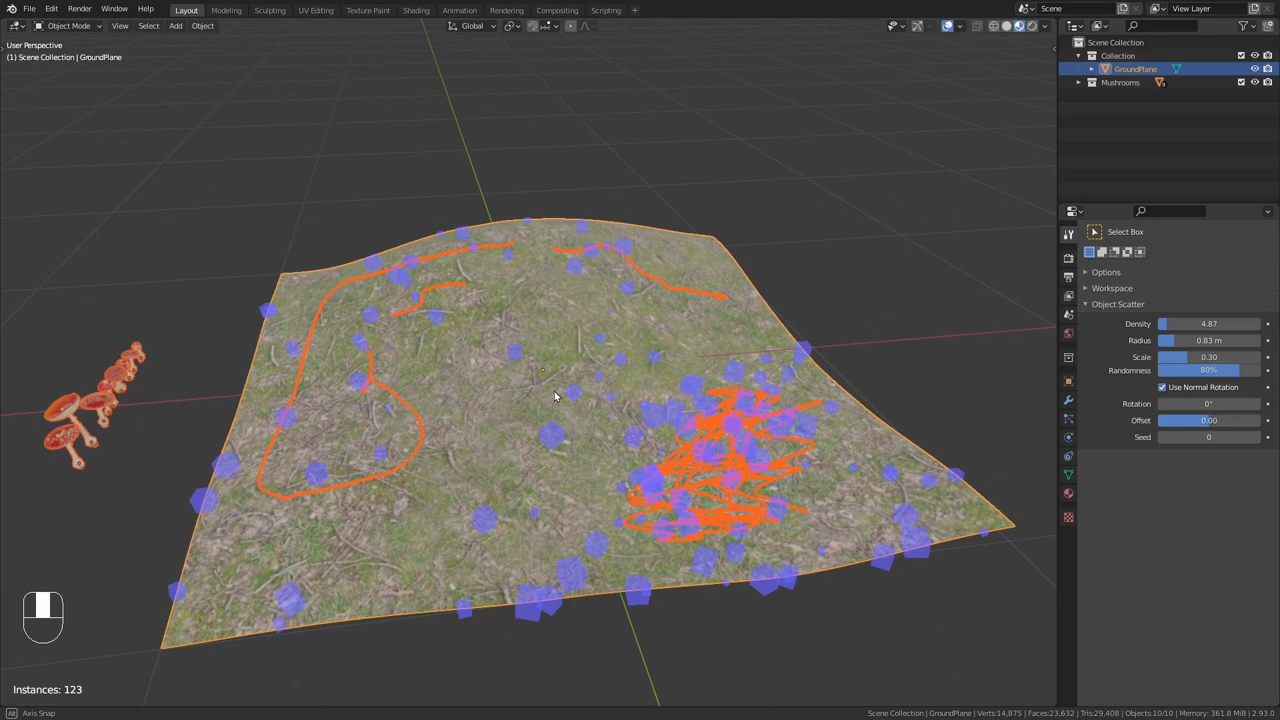 File Edit Render Window Help Layout Modeling Sculpting UV Editing Texture Paint Shading Animation Rendering Compositing Scripting + Scene View Layer
Object Mode View Select Add Object Global
User Perspective
(1) Scene Collection | GroundPlane
Scene Collection
Collection
GroundPlane
Mushrooms
Select Box
Options
Workspace
Object Scatter
Density 4.87
Radius 0.83 m
Scale 0.30
Randomness 80%
Use Normal Rotation
Rotation 0°
Offset 0.00
Seed 0
Instances: 123
Alt Axis Snap Scene Collection | GroundPlane | Verts:14,875 | Faces:23,632 | Tris:29,408 | Objects:10/10 | Memory: 361.8 MiB | 2.93.0